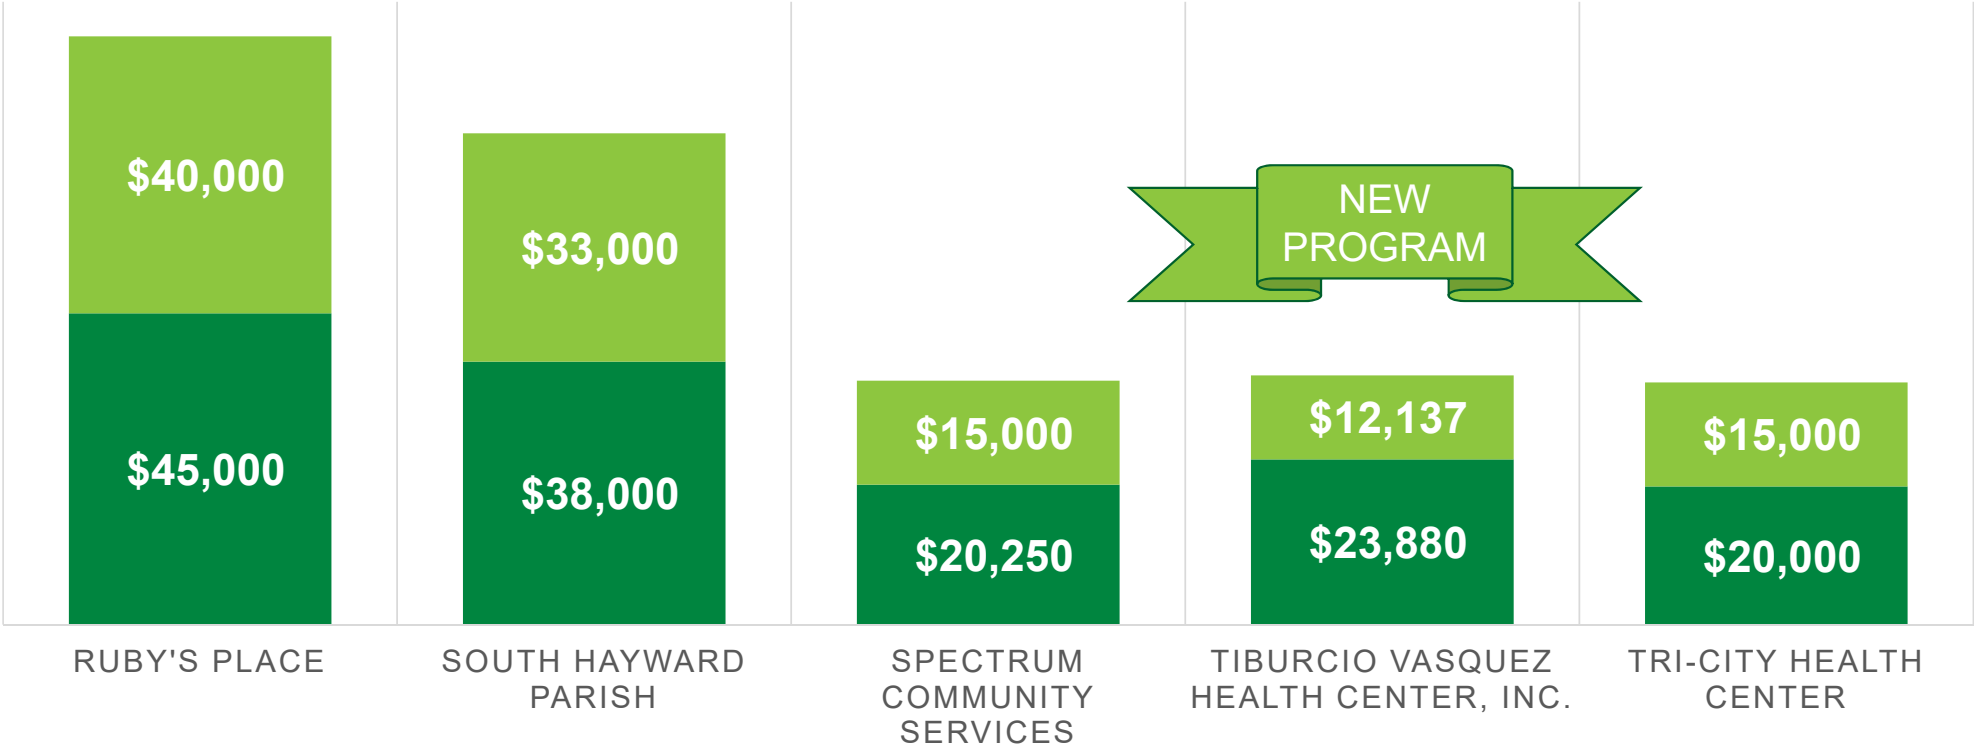 $40,000
$45,000
$33,000
$38,000
$15,000
$20,250
NEW
PROGRAM
$12,137
$23,880
$15,000
$20,000
RUBY'S PLACE
SOUTH HAYWARD
PARISH
SPECTRUM
COMMUNITY
SERVICES
TIBURCIO VASQUEZ
HEALTH CENTER, INC.
TRI-CITY HEALTH
CENTER